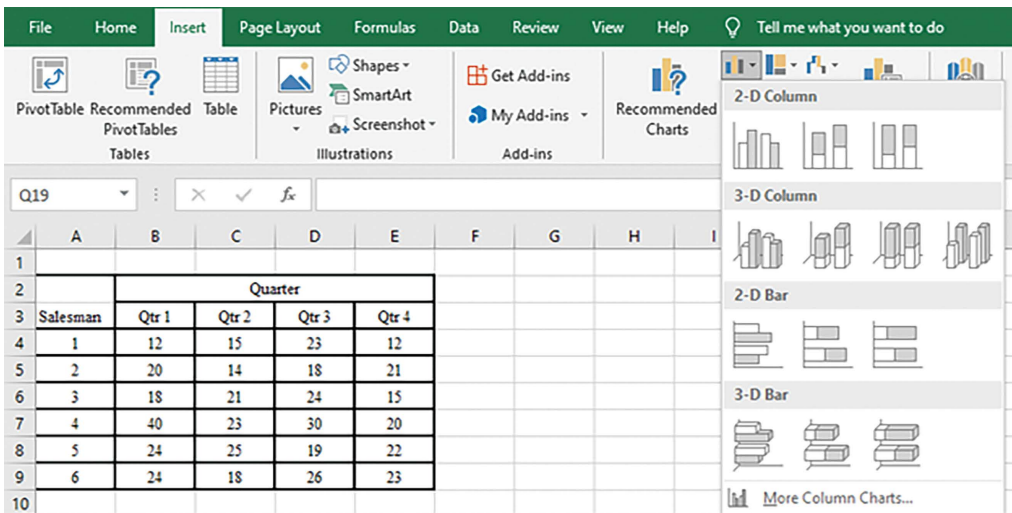 File Home Insert Page Layout Formulas Data Review View Help Tell me what you want to do
PivotTable Recommended PivotTables Table
Tables
Pictures
Shapes
SmartArt
Screenshot
Illustrations
Get Add-ins
My Add-ins
Add-ins
Recommended Charts
2-D Column
3-D Column
2-D Bar
3-D Bar
More Column Charts...
Q19 fx
A B C D E F G H I
1
2 Quarter
3 Salesman Qtr 1 Qtr 2 Qtr 3 Qtr 4
4 1 12 15 23 12
5 2 20 14 18 21
6 3 18 21 24 15
7 4 40 23 30 20
8 5 24 25 19 22
9 6 24 18 26 23
10